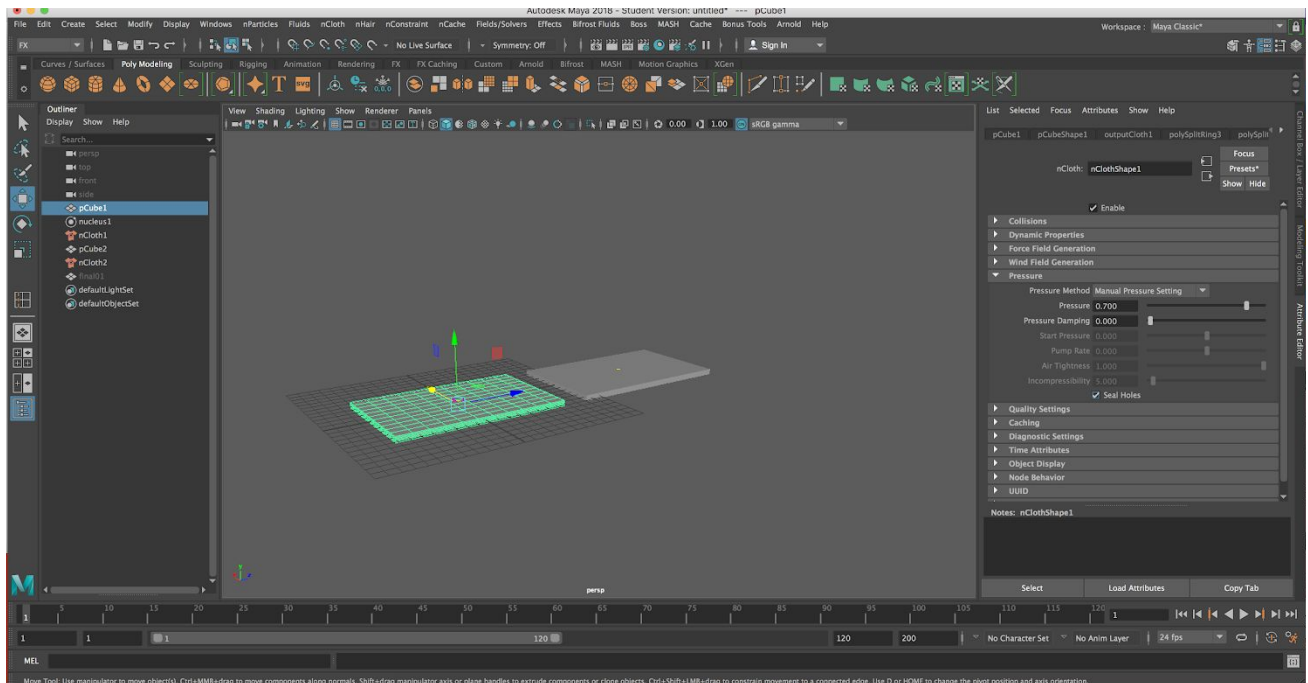 Autodesk Maya 2018 - Student Version: untitled* --- pCube1
File Edit Create Select Modify Display Windows nParticles Fluids nCloth nHair nConstraint nCache Fields/Solvers Effects Bifrost Fluids Boss MASH Cache Bonus Tools Arnold Help
Workspace : Maya Classic*
FX No Live Surface Symmetry: Off Sign In
Curves / Surfaces Poly Modeling Sculpting Rigging Animation Rendering FX FX Caching Custom Arnold Bifrost MASH Motion Graphics XGen
Outliner
Display Show Help
Search...
persp
top
front
side
pCube1
nucleus1
nCloth1
pCube2
nCloth2
final01
defaultLightSet
defaultObjectSet
View Shading Lighting Show Renderer Panels
0.00 1.00 sRGB gamma
persp
List Selected Focus Attributes Show Help
pCube1 pCubeShape1 outputCloth1 polySplitRing3 polySplit
Focus
nCloth: nClothShape1 Presets*
Show Hide
Enable
Collisions
Dynamic Properties
Force Field Generation
Wind Field Generation
Pressure
Pressure Method Manual Pressure Setting
Pressure 0.700
Pressure Damping 0.000
Start Pressure 0.000
Pump Rate 0.000
Air Tightness 1.000
Incompressibility 5.000
Seal Holes
Quality Settings
Caching
Diagnostic Settings
Time Attributes
Object Display
Node Behavior
UUID
Notes: nClothShape1
Select Load Attributes Copy Tab
Channel Box / Layer Editor
Modeling Toolkit
Attribute Editor
5 10 15 20 25 30 35 40 45 50 55 60 65 70 75 80 85 90 95 100 105 110 115 120
1 1
1 1 1 120 120 200 No Character Set No Anim Layer 24 fps
MEL
Move Tool: Use manipulator to move object(s). Ctrl+MMB+drag to move components along normals. Shift+drag manipulator axis or plane handles to extrude components or clone objects. Ctrl+Shift+LMB+drag to constrain movement to a connected edge. Use D or HOME to change the pivot position and axis orientation.